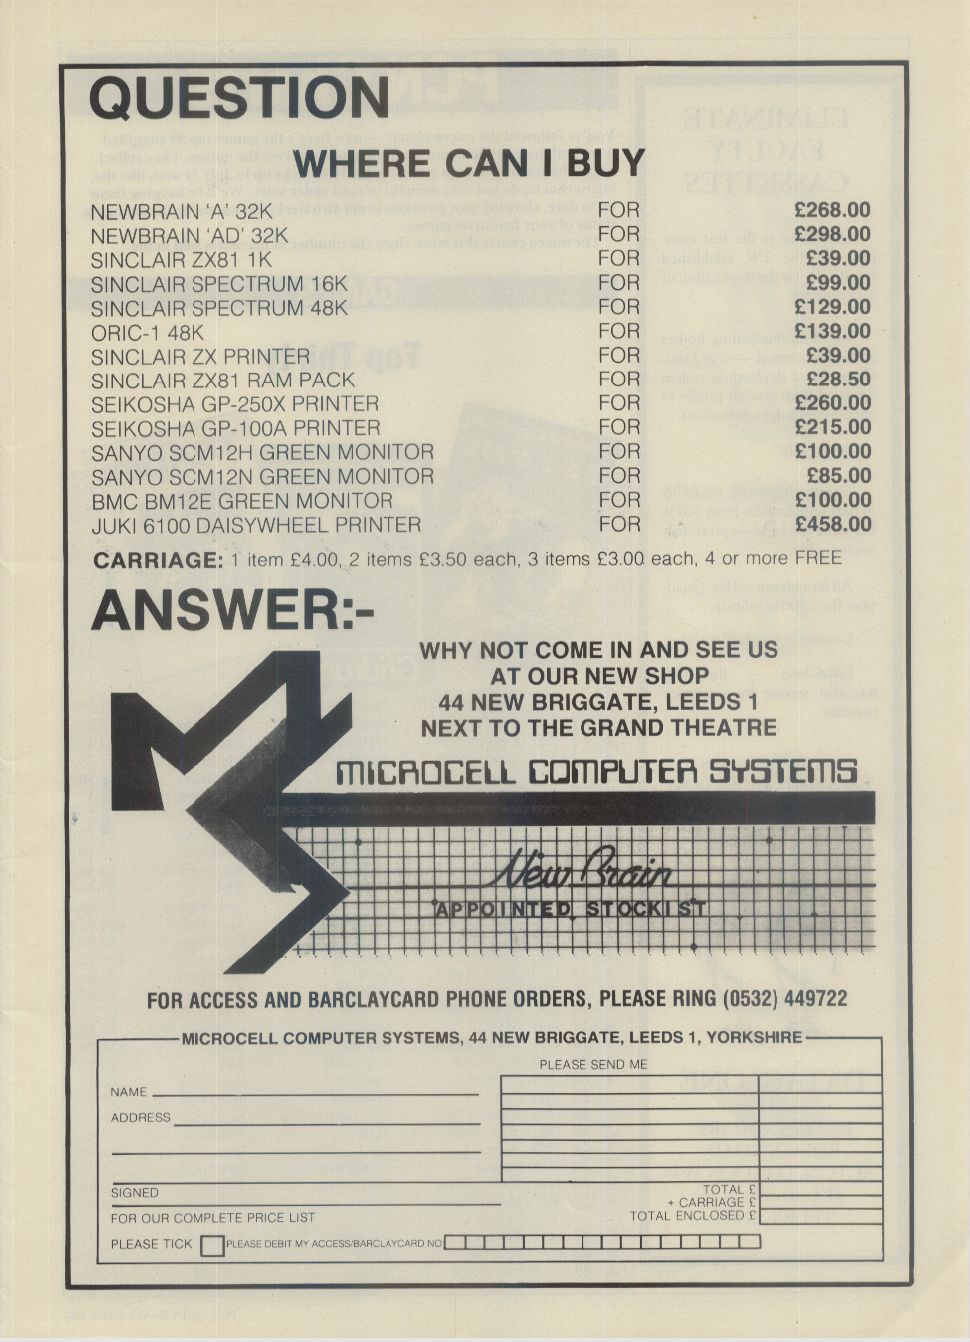 QUESTION
WHERE CAN BUY
NEWBRAIN 'A' 32K FOR £268.00
NEWBRAIN 'AD' 32K FOR £298.00
SINCLAIR ZX81 1K FOR £39.00
SINCLAIR SPECTRUM 16K FOR £99.00
SINCLAIR SPECTRUM 48K FOR £129.00
ORIC-1 48K FOR £139.00
SINCLAIR ZX PRINTER FOR £39.00
SINCLAIR ZX81 RAM PACK FOR £28.50
SEIKOSHA GP-250X PRINTER FOR £260.00
SEIKOSHA GP-100A PRINTER FOR £215.00
SANYO SCM12H GREEN MONITOR FOR £100.00
SANYO SCM12N GREEN MONITOR FOR £85.00
BMC BM12E GREEN MONITOR FOR £100.00
JUKI 6100 DAISYWHEEL PRINTER FOR £458.00
CARRIAGE: 1 item £4.00, 2 items £3.50 each, 3 items £3.00 each, 4 or more FREE
ANSWER:-
WHY NOT COME IN AND SEE US
AT OUR NEW SHOP
44 NEW BRIGGATE, LEEDS 1
NEXT TO THE GRAND THEATRE
MICROCELL COMPUTER SYSTEMS
New Brain
APPOINTED STOCKIST
FOR ACCESS AND BARCLAYCARD PHONE ORDERS, PLEASE RING (0532) 449722
MICROCELL COMPUTER SYSTEMS, 44 NEW BRIGGATE, LEEDS 1, YORKSHIRE
PLEASE SEND ME
NAME
ADDRESS
SIGNED
TOTAL £
+ CARRIAGE £
FOR OUR COMPLETE PRICE LIST
TOTAL ENCLOSED £
PLEASE TICK PLEASE DEBIT MY ACCESS/BARCLAYCARD NO